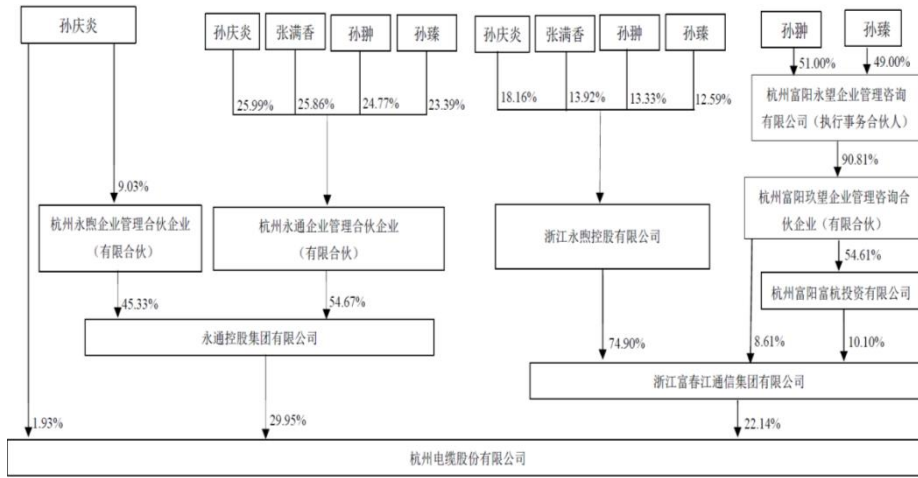 孙庆炎
孙庆炎
张满香
孙翀
孙臻
孙庆炎
张满香
孙翀
孙臻
孙翀
孙臻
51.00%
49.00%
25.99%
25.86%
24.77%
23.39%
18.16%
13.92%
13.33%
12.59%
杭州富阳永望企业管理咨询
有限公司（执行事务合伙人）
90.81%
9.03%
杭州永煦企业管理合伙企业
（有限合伙）
杭州永通企业管理合伙企业
（有限合伙）
浙江永煦控股有限公司
杭州富阳玖望企业管理咨询合
伙企业（有限合伙）
54.61%
杭州富阳富杭投资有限公司
45.33%
54.67%
永通控股集团有限公司
74.90%
8.61%
10.10%
浙江富春江通信集团有限公司
1.93%
29.95%
22.14%
杭州电缆股份有限公司